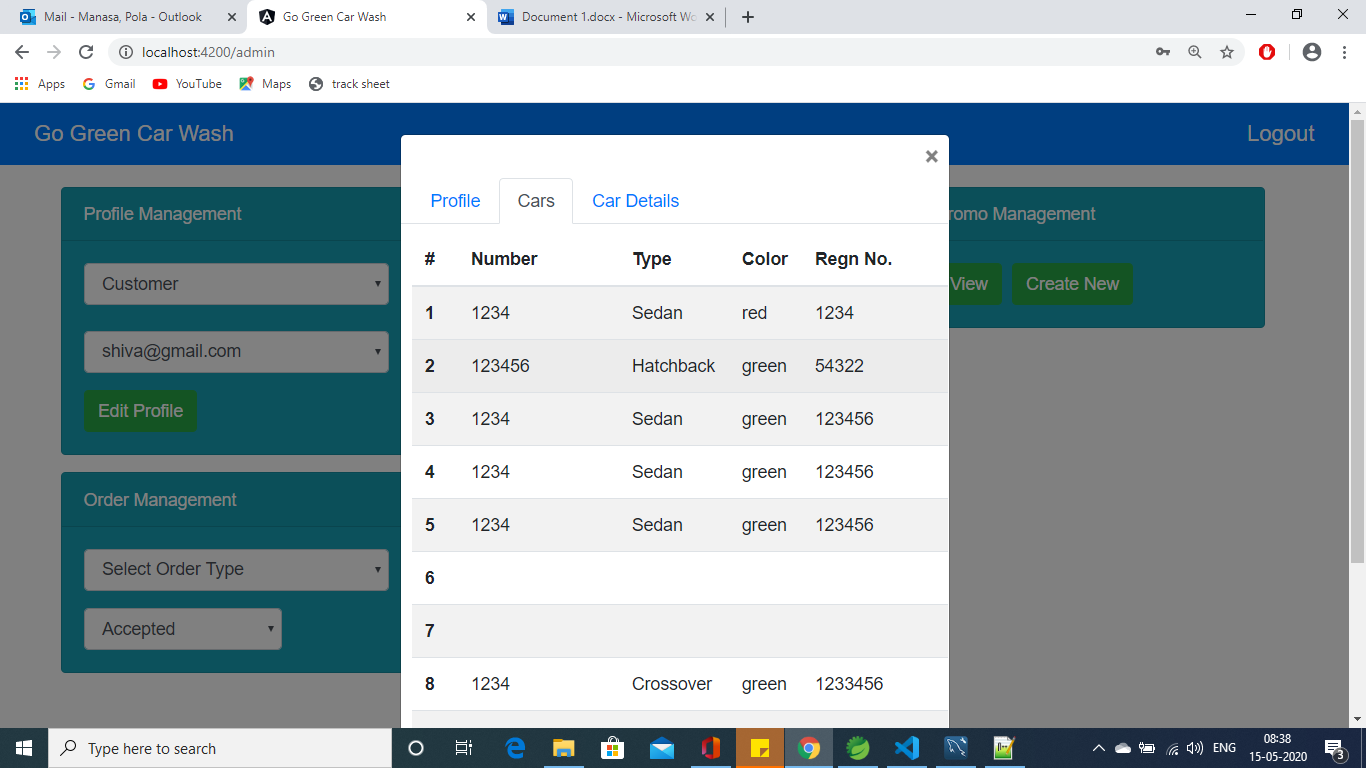 Mail - Manasa, Pola - Outlook
Go Green Car Wash
Document 1.docx - Microsoft Wo
localhost:4200/admin
Apps
Gmail
YouTube
Maps
track sheet
Go Green Car Wash
Logout
×
Profile
Cars
Car Details
Profile Management
Customer
shiva@gmail.com
Edit Profile
Order Management
Select Order Type
Accepted
romo Management
View
Create New
# Number Type Color Regn No.
1 1234 Sedan red 1234
2 123456 Hatchback green 54322
3 1234 Sedan green 123456
4 1234 Sedan green 123456
5 1234 Sedan green 123456
6
7
8 1234 Crossover green 1233456
Type here to search
ENG
08:38
15-05-2020
3